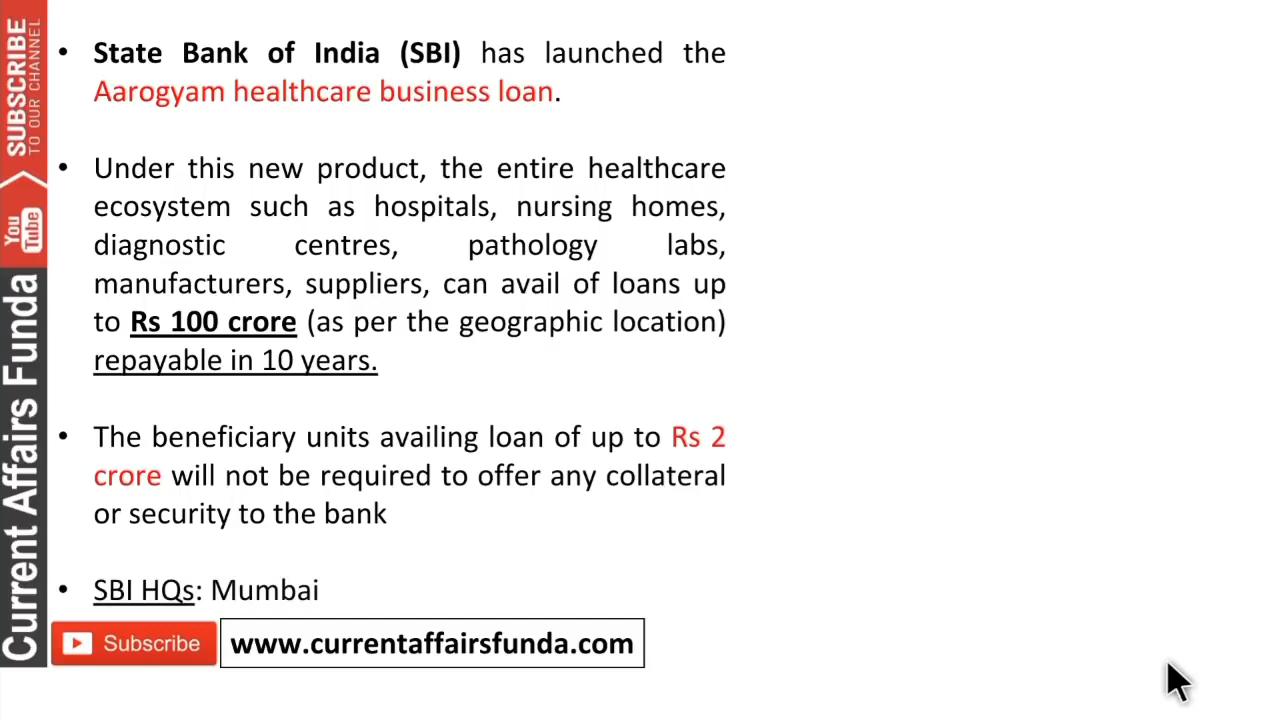 SUBSCRIBE
TO OUR CHANNEL
You
Tube
Current Affairs Funda
• State Bank of India (SBI) has launched the
Aarogyam healthcare business loan.
• Under this new product, the entire healthcare
ecosystem such as hospitals, nursing homes,
diagnostic centres, pathology labs,
manufacturers, suppliers, can avail of loans up
to Rs 100 crore (as per the geographic location)
repayable in 10 years.
• The beneficiary units availing loan of up to Rs 2
crore will not be required to offer any collateral
or security to the bank
• SBI HQs: Mumbai
Subscribe
www.currentaffairsfunda.com